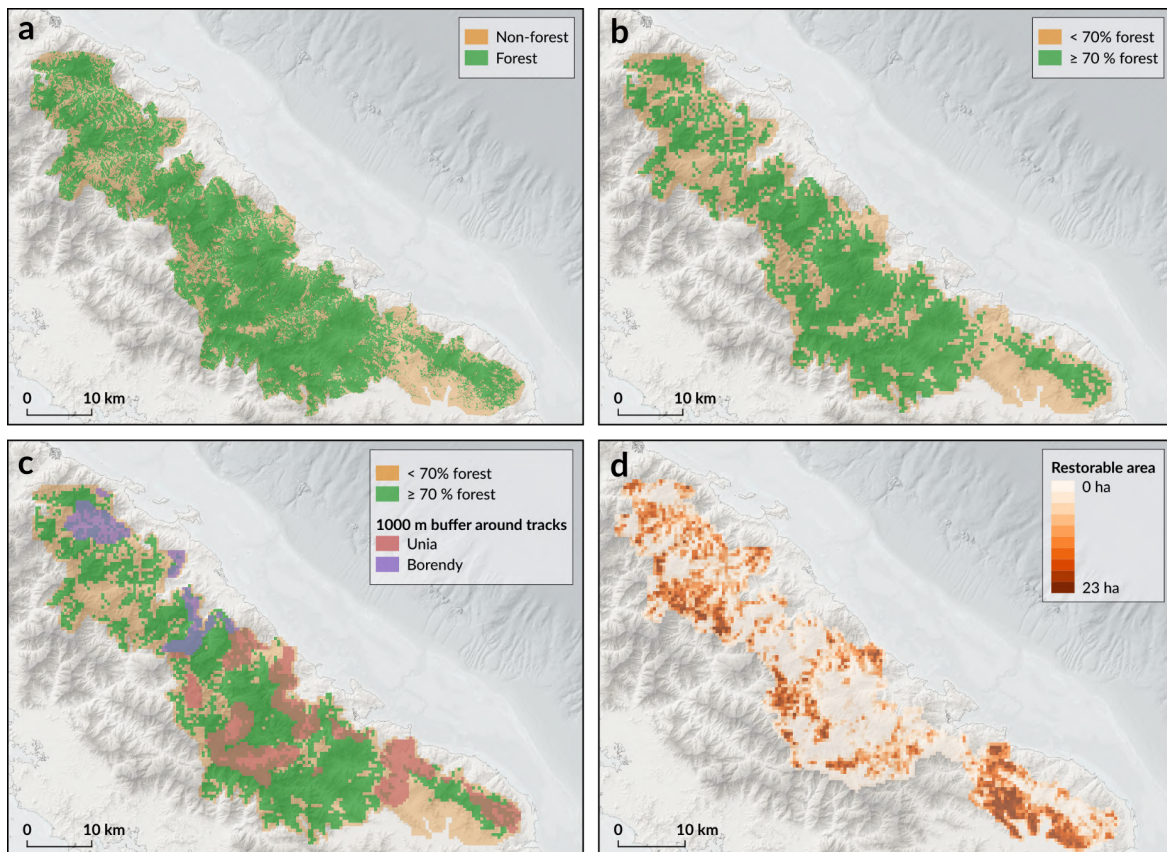 a
Non-forest
Forest
0 10 km
b
< 70% forest
≥ 70 % forest
0 10 km
c
< 70% forest
≥ 70 % forest
1000 m buffer around tracks
Unia
Borendy
0 10 km
d
Restorable area
0 ha
23 ha
0 10 km